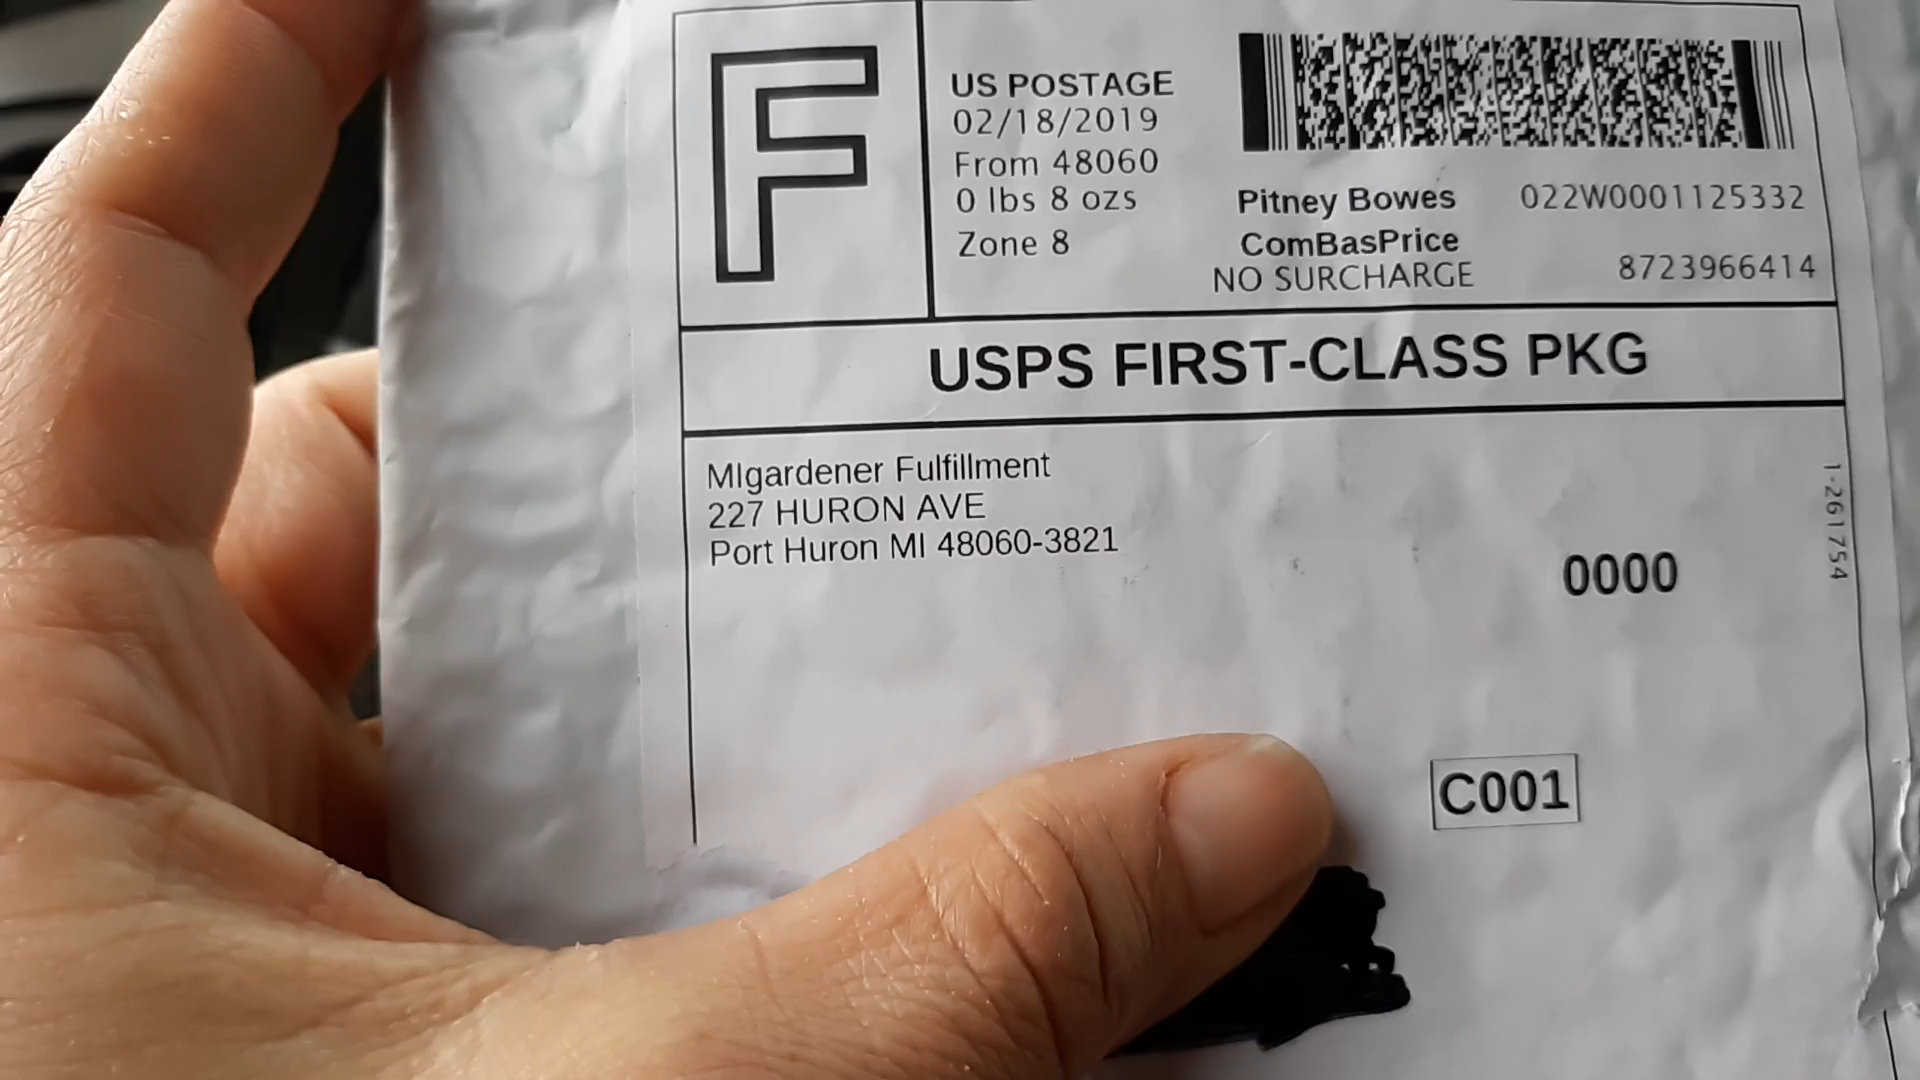 F
US POSTAGE
02/18/2019
From 48060
0 lbs 8 ozs
Zone 8
Pitney Bowes
ComBasPrice
NO SURCHARGE
022W0001125332
8723966414
USPS FIRST-CLASS PKG
MIgardener Fulfillment
227 HURON AVE
Port Huron MI 48060-3821
0000
1-261754
C001